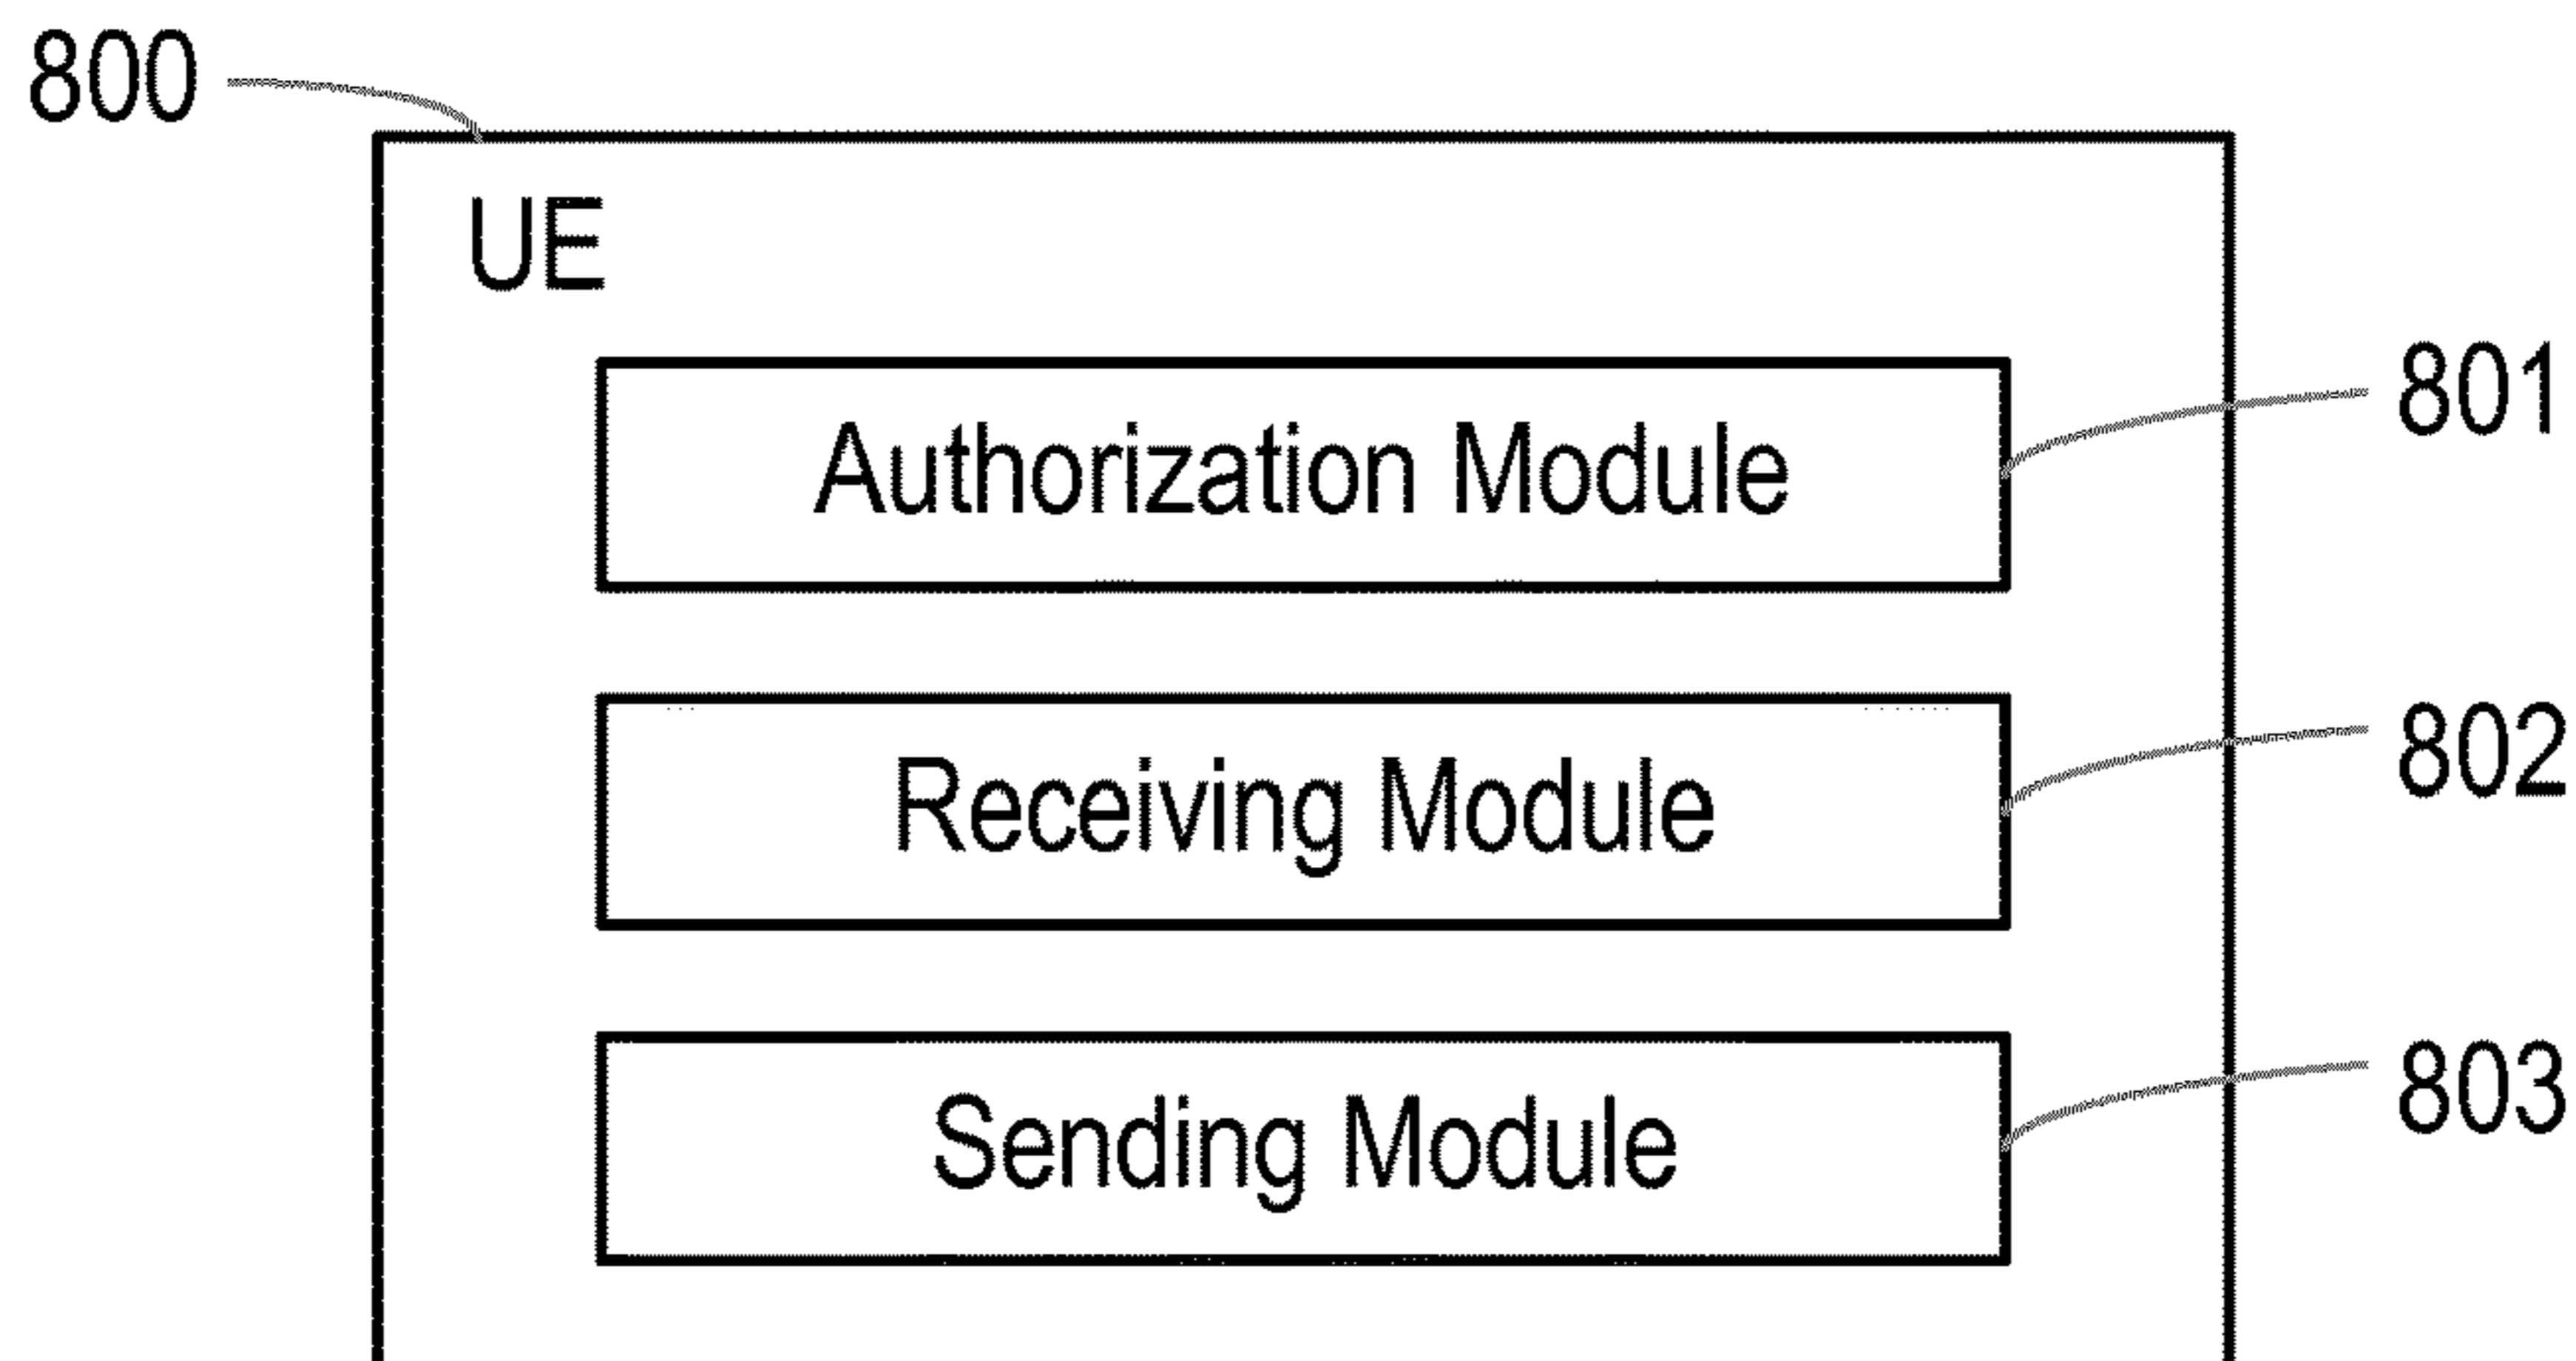 800
UE
Authorization Module
801
Receiving Module
802
Sending Module
803